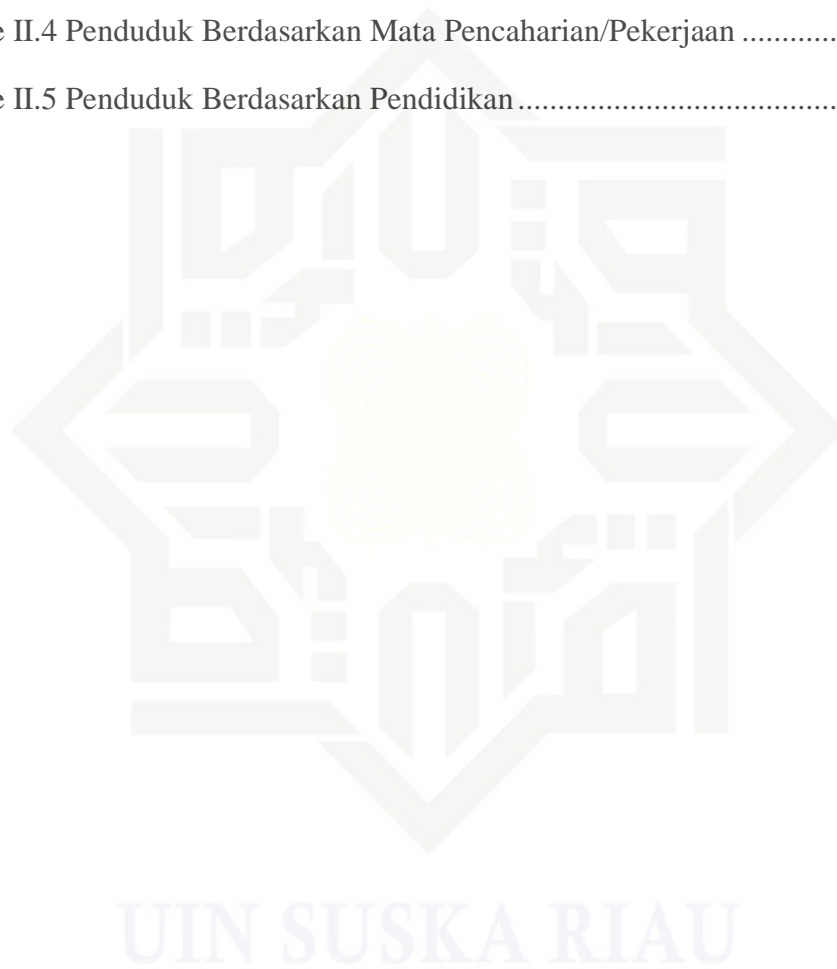 e II.4 Penduduk Berdasarkan Mata Pencaharian/Pekerjaan ............
e II.5 Penduduk Berdasarkan Pendidikan.....................................
UIN SUSKA RIAU